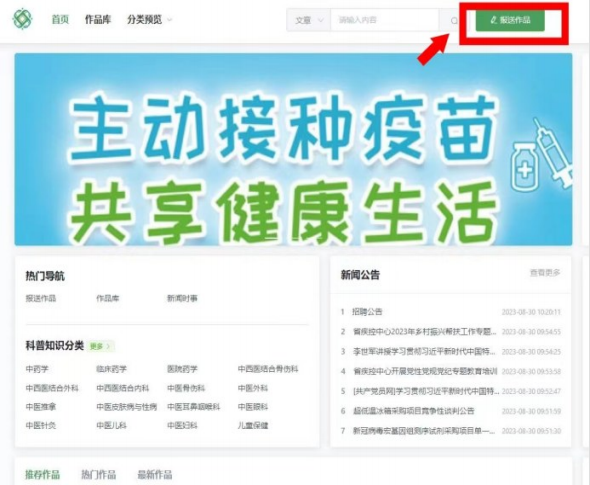 首页 作品库 分类预览 文章 请输入内容 报送作品
主动接种疫苗
共享健康生活
热门导航
报送作品 作品库 新闻时事
科普知识分类 更多 >
中药学 临床药学 医院药学 中西医结合骨伤科
中西医结合外科 中西医结合内科 中医骨伤科 中医外科
中医推拿 中医皮肤病与性病 中医耳鼻咽喉科 中医眼科
中医针灸 中医儿科 中医妇科 儿童保健
新闻公告 查看更多
1 招聘公告 2023-08-30 10:20:11
2 省疾控中心2023年乡村振兴帮扶工作专题... 2023-08-30 09:54:55
3 李世军讲授学习贯彻习近平新时代中国特... 2023-08-30 09:54:23
4 省疾控中心开展党性党规党纪专题教育培训 2023-08-30 09:53:58
5 [共产党员网]学习贯彻习近平新时代中国特... 2023-08-30 09:52:47
6 超低温冰箱采购项目竞争性谈判公告 2023-08-30 09:51:59
7 新冠病毒宏基因组测序试剂采购项目单一... 2023-08-30 09:51:30
推荐作品 热门作品 最新作品